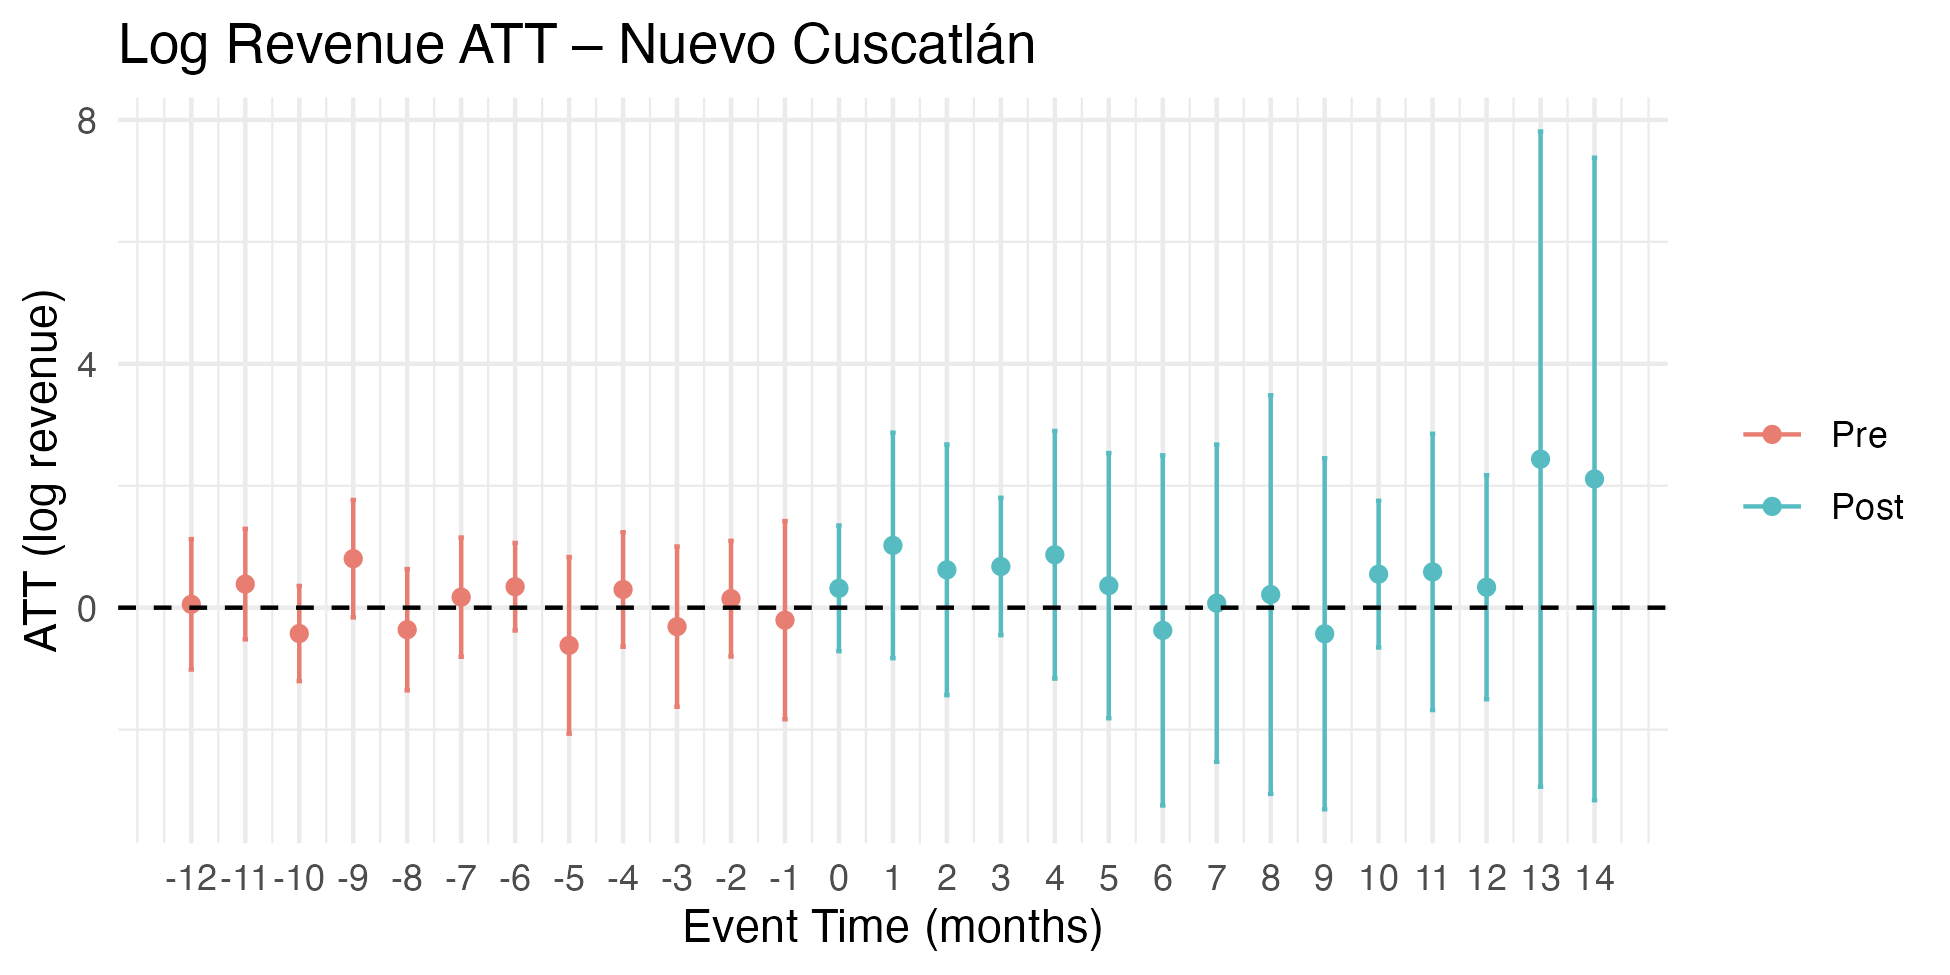 Log Revenue ATT – Nuevo Cuscatlán
ATT (log revenue)
8
4
0
-12 -11 -10 -9 -8 -7 -6 -5 -4 -3 -2 -1 0 1 2 3 4 5 6 7 8 9 10 11 12 13 14
Event Time (months)
Pre
Post